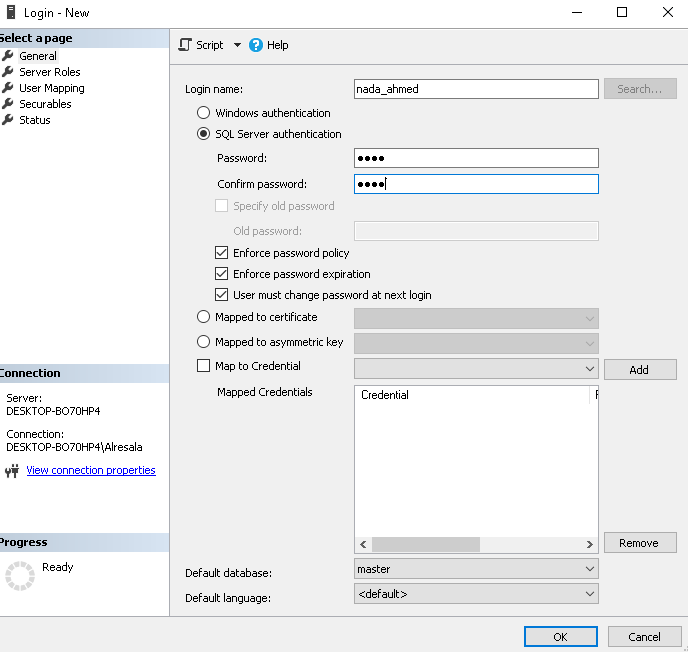 Login - New
Select a page
General
Server Roles
User Mapping
Securables
Status
Script
Help
Login name:
nada_ahmed
Search...
Windows authentication
SQL Server authentication
Password:
●●●●
Confirm password:
●●●●
Specify old password
Old password:
Enforce password policy
Enforce password expiration
User must change password at next login
Mapped to certificate
Mapped to asymmetric key
Map to Credential
Add
Mapped Credentials
Credential
Remove
Default database:
master
Default language:
<default>
Connection
Server:
DESKTOP-BO70HP4
Connection:
DESKTOP-BO70HP4\Alresala
View connection properties
Progress
Ready
OK
Cancel